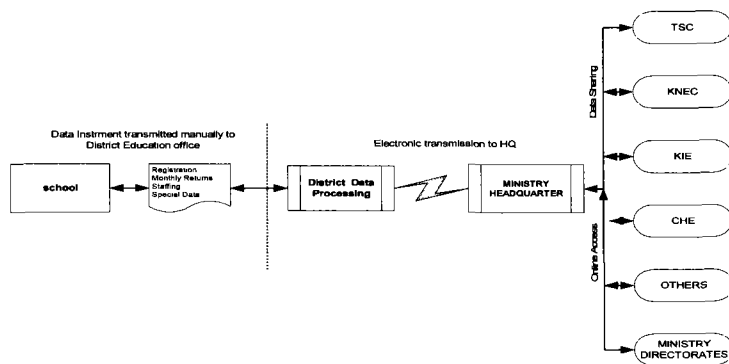 Data Instrment transmitted manually to
District Education office
school
Registration
Monthly Returns
Staffing
Special Data
Electronic transmission to HQ
District Data
Processing
MINISTRY
HEADQUARTER
Data Sharing
Online Access
TSC
KNEC
KIE
CHE
OTHERS
MINISTRY
DIRECTORATES